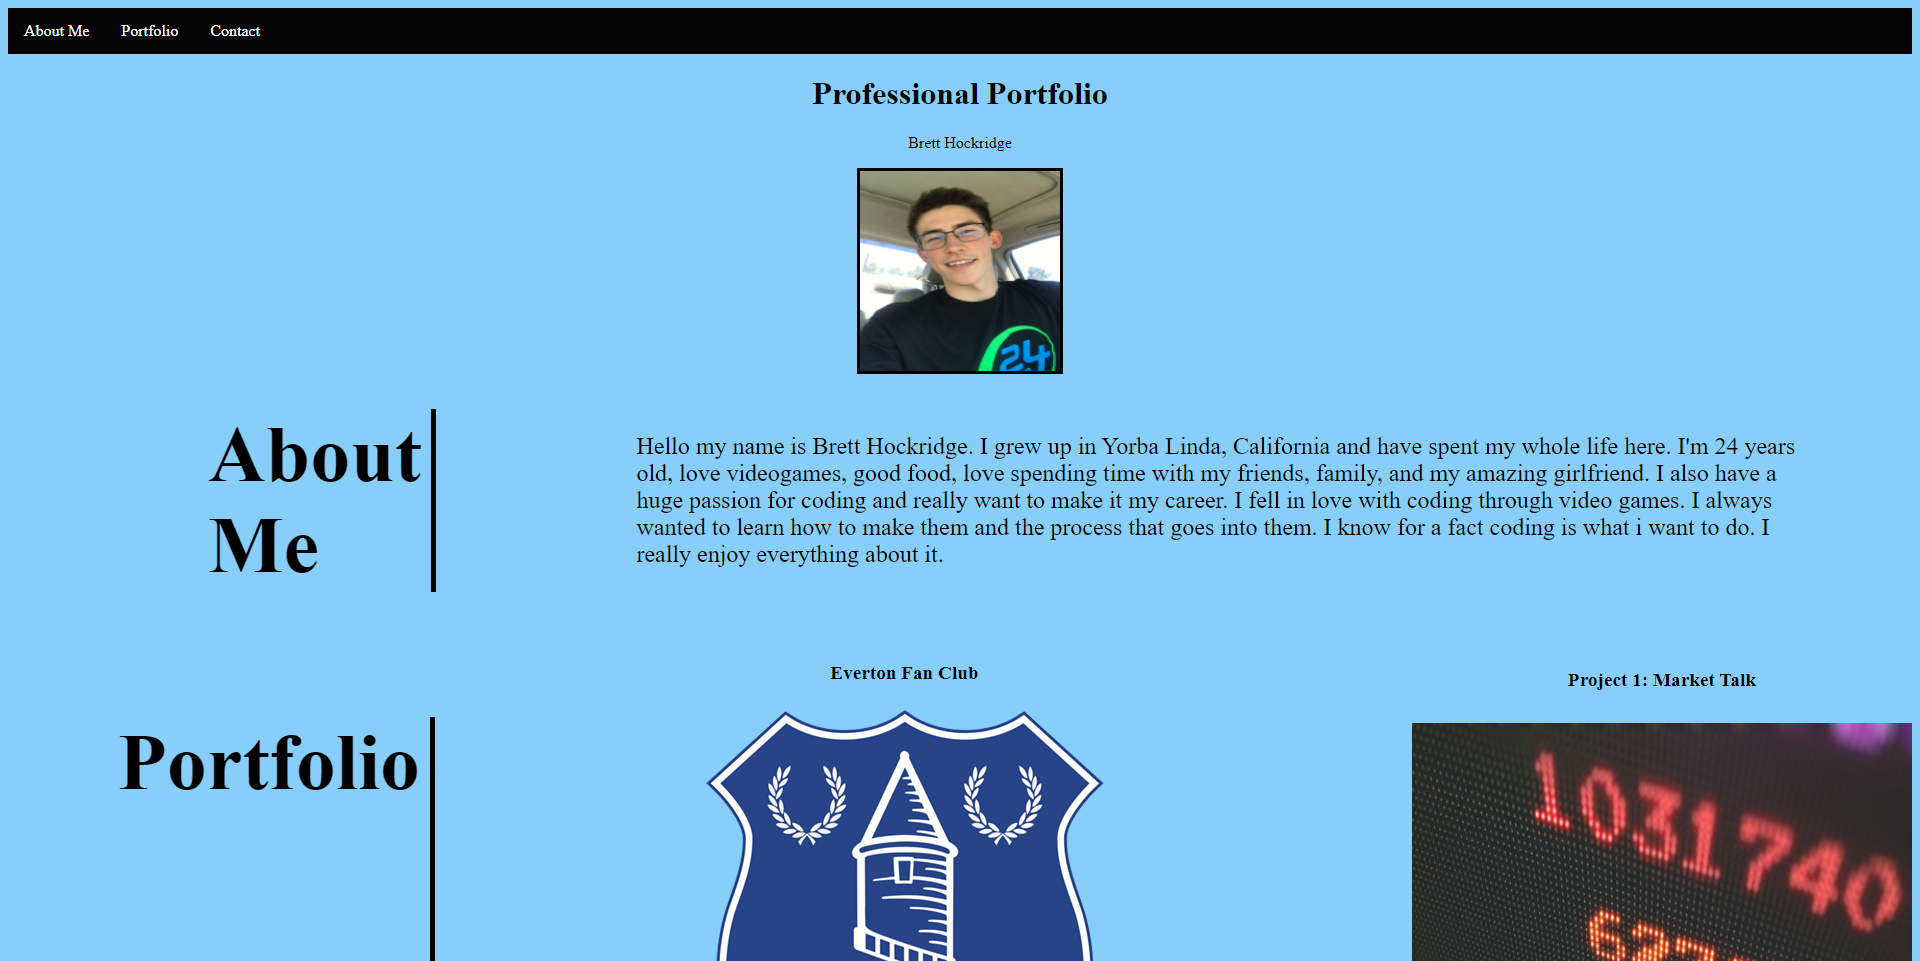 About Me
Portfolio
Contact
Professional Portfolio
Brett Hockridge
24
About
Me
Hello my name is Brett Hockridge. I grew up in Yorba Linda, California and have spent my whole life here. I'm 24 years
old, love videogames, good food, love spending time with my friends, family, and my amazing girlfriend. I also have a
huge passion for coding and really want to make it my career. I fell in love with coding through video games. I always
wanted to learn how to make them and the process that goes into them. I know for a fact coding is what i want to do. I
really enjoy everything about it.
Portfolio
Everton Fan Club
Project 1: Market Talk
1031740